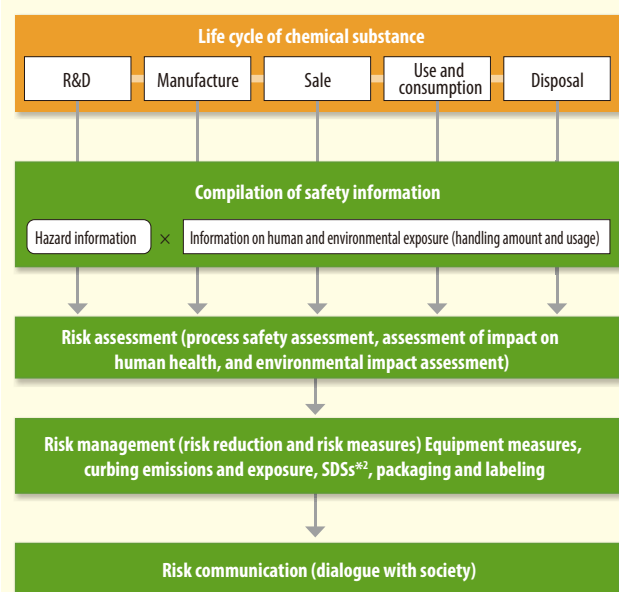 Life cycle of chemical substance
R&D
Manufacture
Sale
Use and
consumption
Disposal
Compilation of safety information
Hazard information × Information on human and environmental exposure (handling amount and usage)
Risk assessment (process safety assessment, assessment of impact on
human health, and environmental impact assessment)
Risk management (risk reduction and risk measures) Equipment measures,
curbing emissions and exposure, SDSs*2, packaging and labeling
Risk communication (dialogue with society)